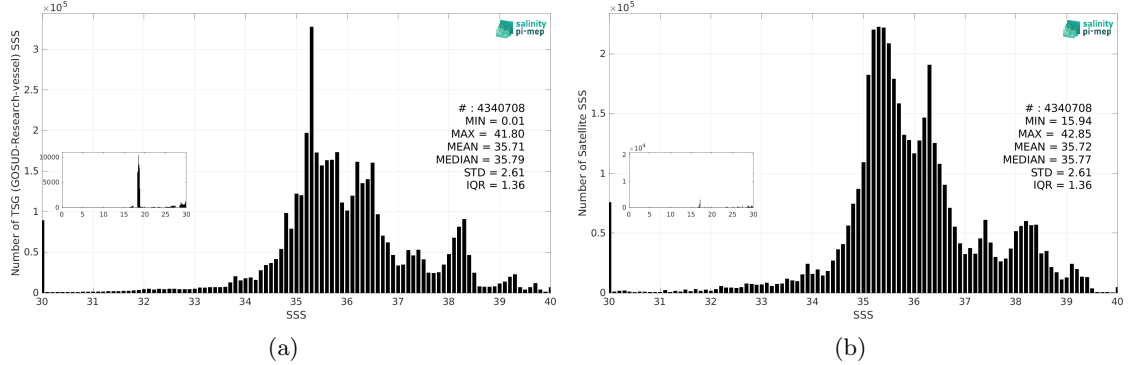 ×10^5
Number of TSG (GOSUD-Research-vessel) SSS
3
2.5
2
1.5
1
0.5
0
salinity
pi-mep
# : 4340708
MIN = 0.01
MAX = 41.80
MEAN = 35.71
MEDIAN = 35.79
STD = 2.61
IQR = 1.36
10000
5000
0
0 5 10 15 20 25 30
30 31 32 33 34 35 36 37 38 39 40
SSS
(a)
×10^5
Number of Satellite SSS
2
1.5
1
0.5
0
salinity
pi-mep
# : 4340708
MIN = 15.94
MAX = 42.85
MEAN = 35.72
MEDIAN = 35.77
STD = 2.61
IQR = 1.36
×10^4
2
1
0
0 5 10 15 20 25 30
30 31 32 33 34 35 36 37 38 39 40
SSS
(b)